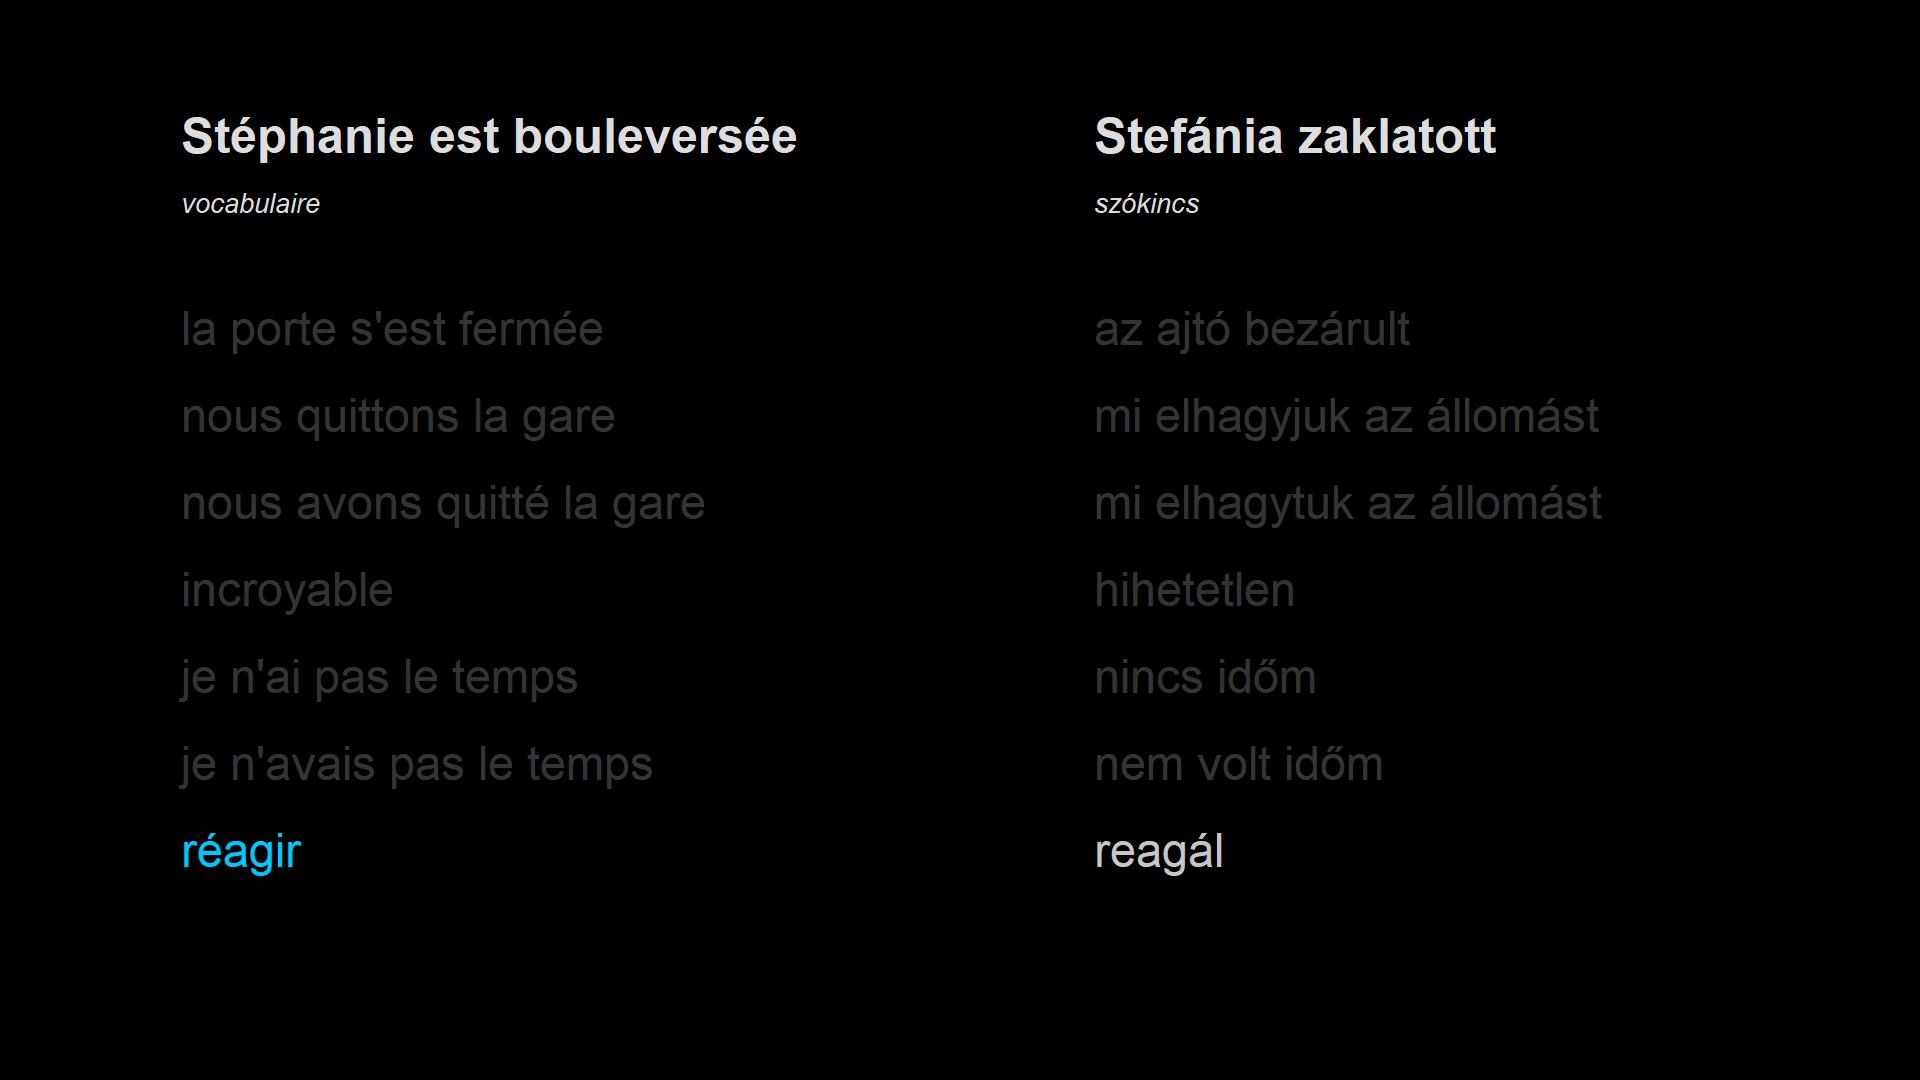 Stéphanie est bouleversée
vocabulaire
la porte s'est fermée
nous quittons la gare
nous avons quitté la gare
incroyable
je n'ai pas le temps
je n'avais pas le temps
réagir
Stefánia zaklatott
szókincs
az ajtó bezárult
mi elhagyjuk az állomást
mi elhagytuk az állomást
hihetetlen
nincs időm
nem volt időm
reagál